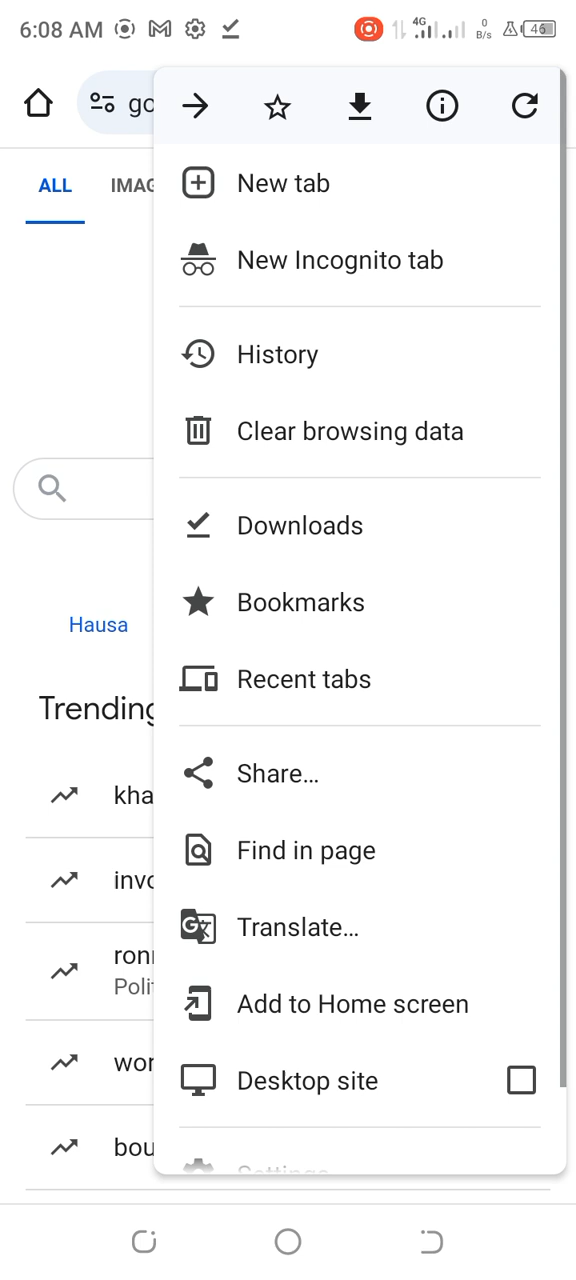 6:08 AM
4G
0
B/s
46
go
ALL
IMAG
New tab
New Incognito tab
History
Clear browsing data
Downloads
Bookmarks
Hausa
Recent tabs
Trending
Share...
kha
Find in page
invo
Translate...
ron
Polit
Add to Home screen
wor
Desktop site
bou
Settings